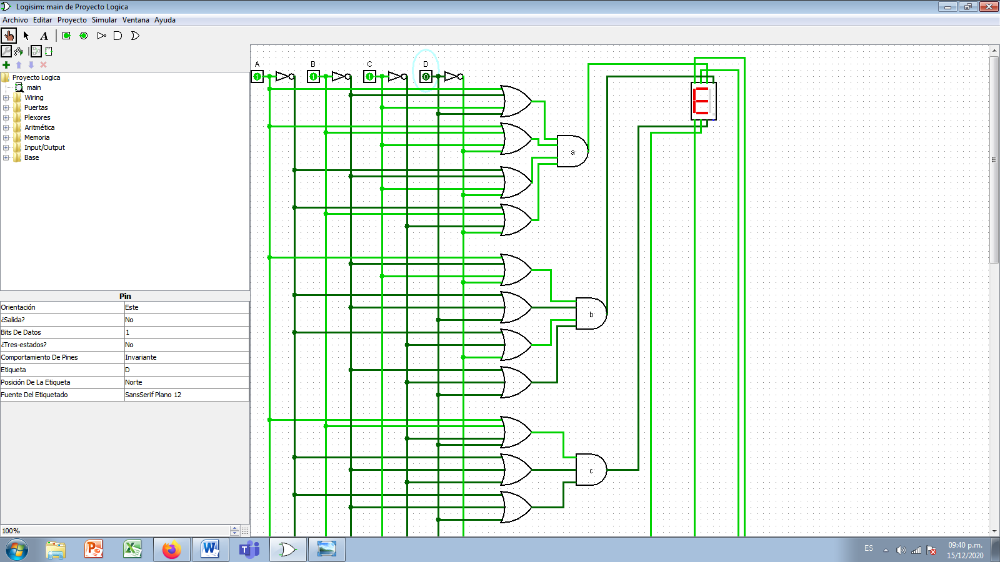 Logisim: main de Proyecto Logica
Archivo Editar Proyecto Simular Ventana Ayuda
A
Proyecto Logica
main
Wiring
Puertas
Plexores
Aritmética
Memoria
Input/Output
Base
Pin
Orientación Este
¿Salida? No
Bits De Datos 1
¿Tres-estados? No
Comportamiento De Pines Invariante
Etiqueta D
Posición De La Etiqueta Norte
Fuente Del Etiquetado SansSerif Plano 12
100%
A B C D
1 1 1 0
a
b
c
ES
09:40 p.m.
15/12/2020